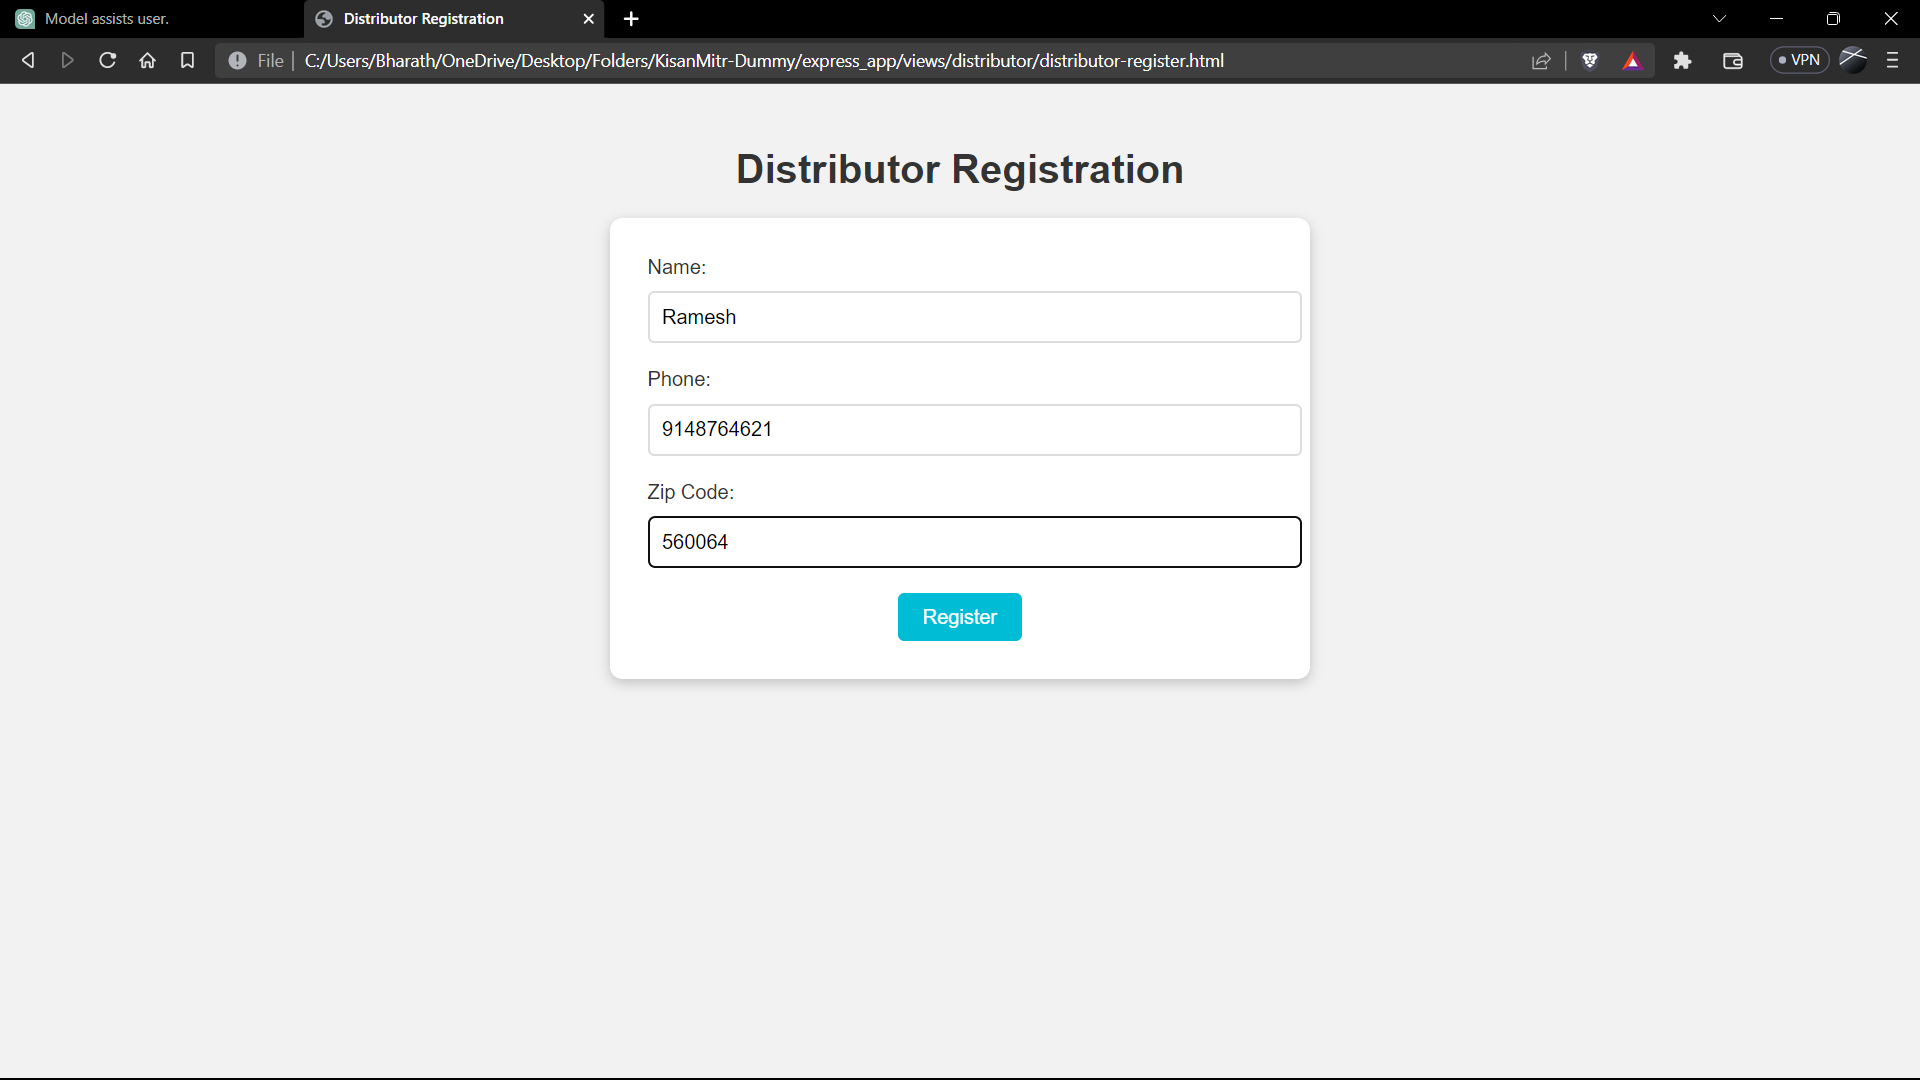 Model assists user.
Distributor Registration
File
C:/Users/Bharath/OneDrive/Desktop/Folders/KisanMitr-Dummy/express_app/views/distributor/distributor-register.html
VPN
Distributor Registration
Name:
Ramesh
Phone:
9148764621
Zip Code:
560064
Register